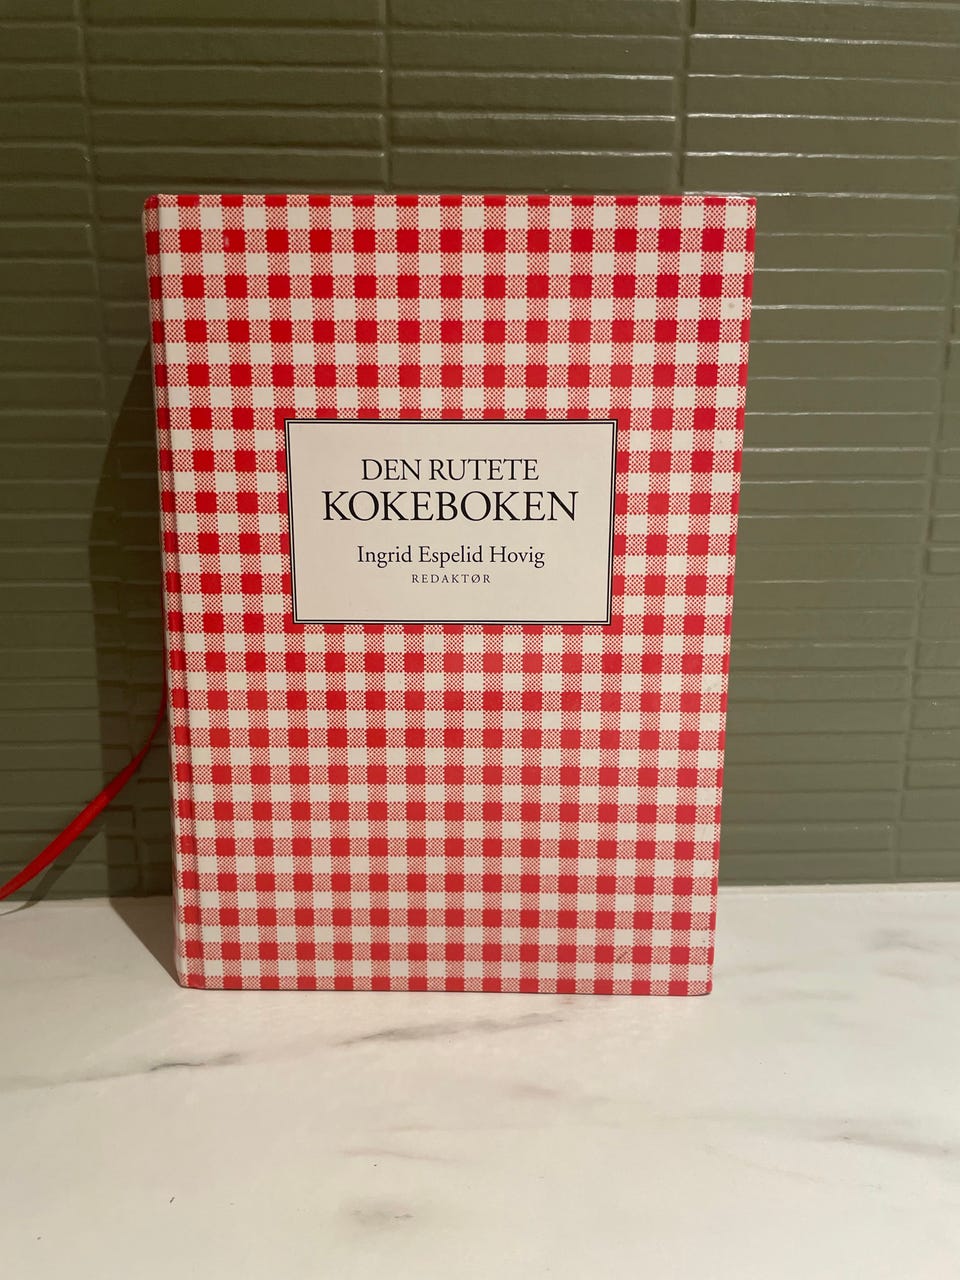 DEN RUTETE
KOKEBOKEN
Ingrid Espelid Hovig
REDAKTØR